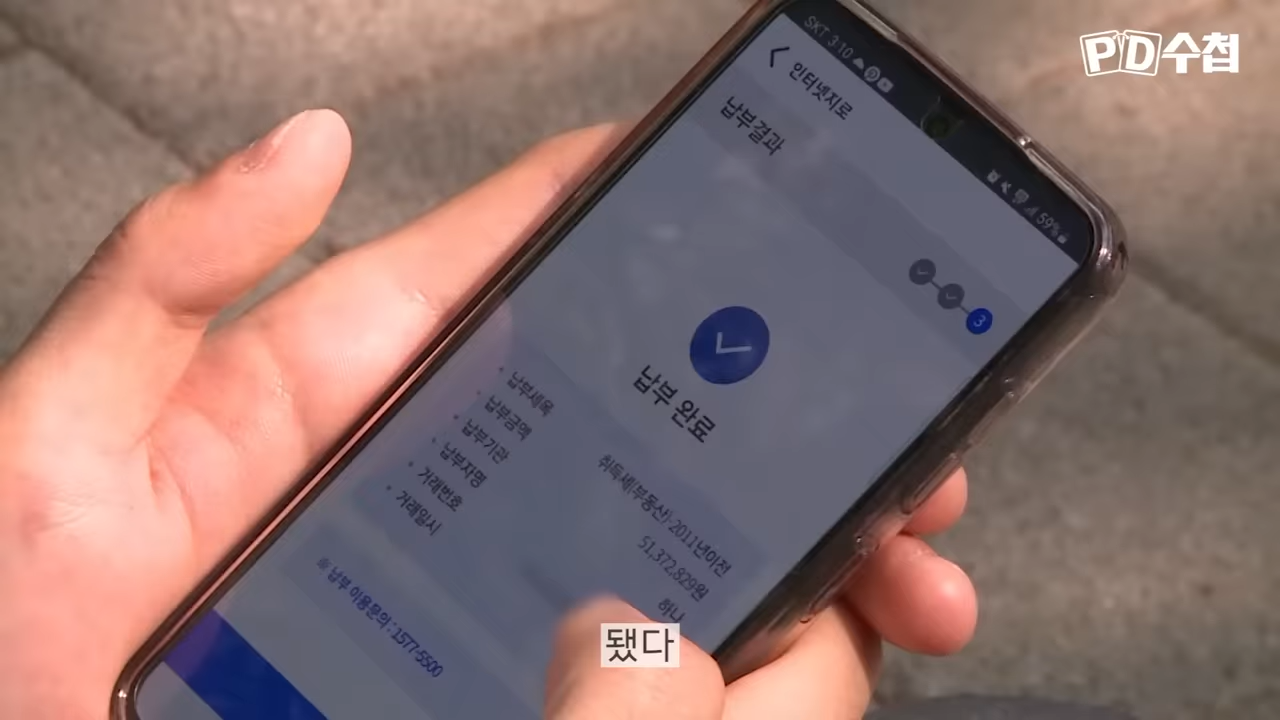 PD수첩
SKT 3:10
59%
인터넷지로
납부결과
3
납부 완료
납부세목 취득세(부동산)-2011년이전
납부금액 51,372,829원
납부기관 하나
납부자명
거래번호
거래일시
※ 납부 이용문의 : 1577-5500
됐다